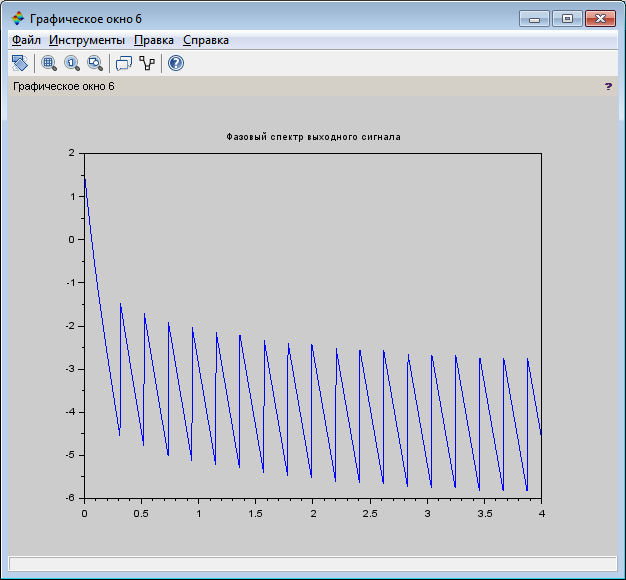 Графическое окно 6
Файл Инструменты Правка Справка
Графическое окно 6 ?
Фазовый спектр выходного сигнала
2
1
0
-1
-2
-3
-4
-5
-6
0 0.5 1 1.5 2 2.5 3 3.5 4